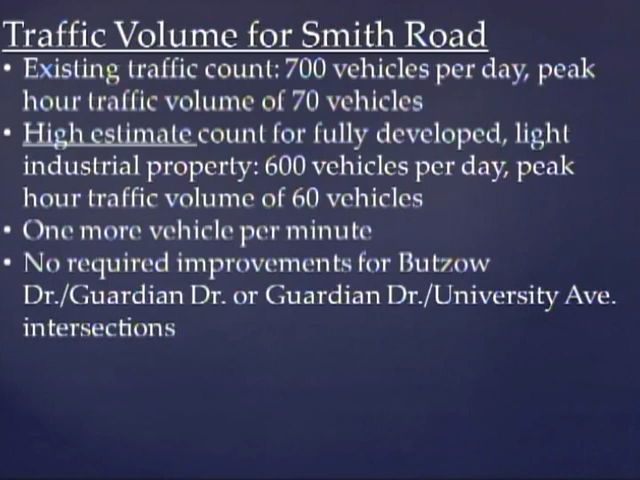 Traffic Volume for Smith Road
• Existing traffic count: 700 vehicles per day, peak
hour traffic volume of 70 vehicles
• High estimate count for fully developed, light
industrial property: 600 vehicles per day, peak
hour traffic volume of 60 vehicles
• One more vehicle per minute
• No required improvements for Butzow
Dr./Guardian Dr. or Guardian Dr./University Ave.
intersections